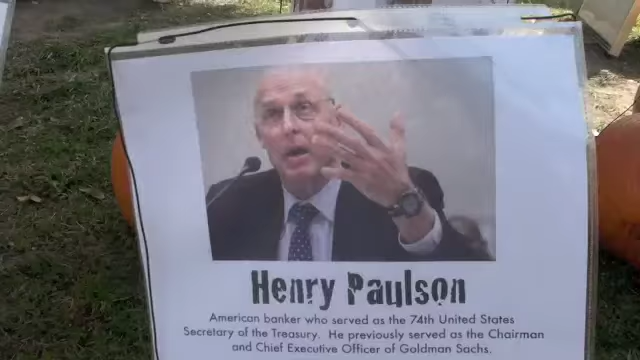 Henry Paulson
American banker who served as the 74th United States
Secretary of the Treasury. He previously served as the Chairman
and Chief Executive Officer of Goldman Sachs.